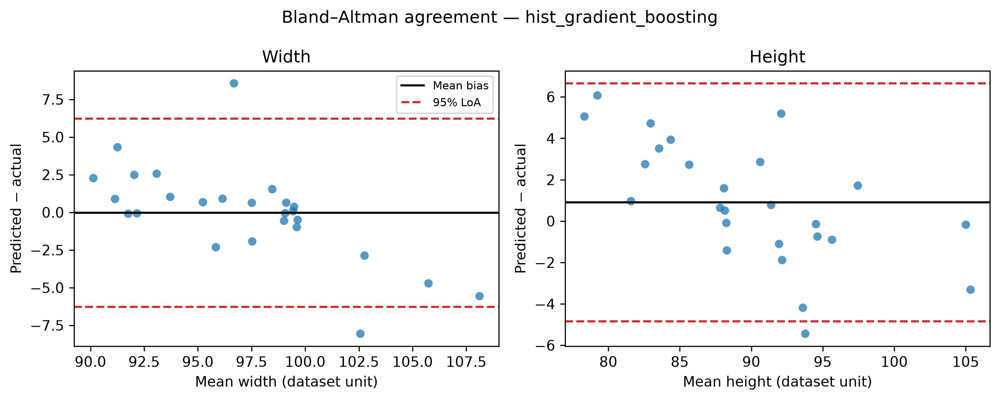 Bland–Altman agreement — hist_gradient_boosting
Width
Mean bias
95% LoA
7.5
5.0
2.5
0.0
−2.5
−5.0
−7.5
Predicted − actual
90.0 92.5 95.0 97.5 100.0 102.5 105.0 107.5
Mean width (dataset unit)
Height
6
4
2
0
−2
−4
−6
Predicted − actual
80 85 90 95 100 105
Mean height (dataset unit)